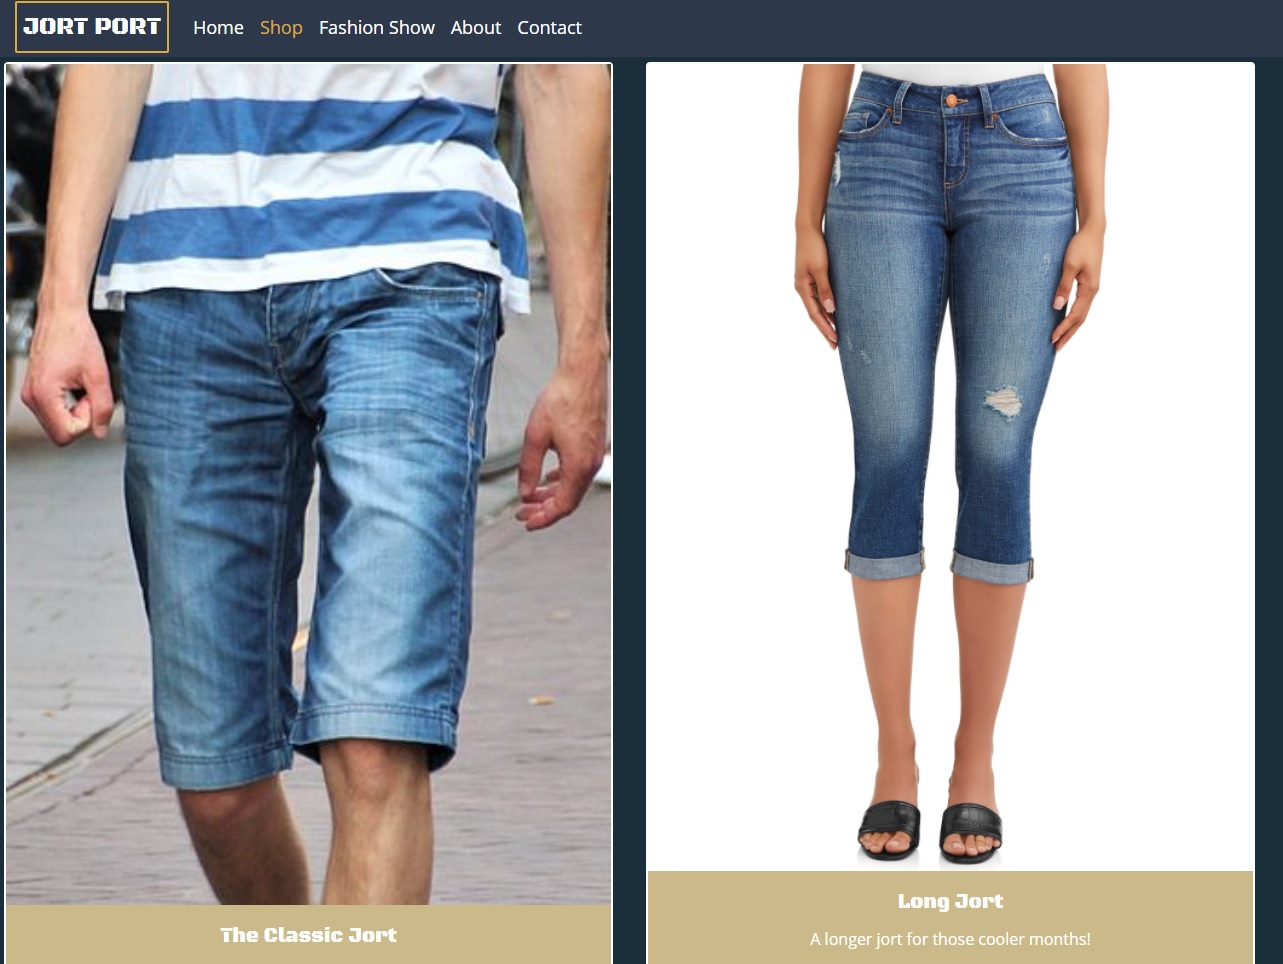 JORT PORT
Home Shop Fashion Show About Contact
The Classic Jort
Long Jort
A longer jort for those cooler months!